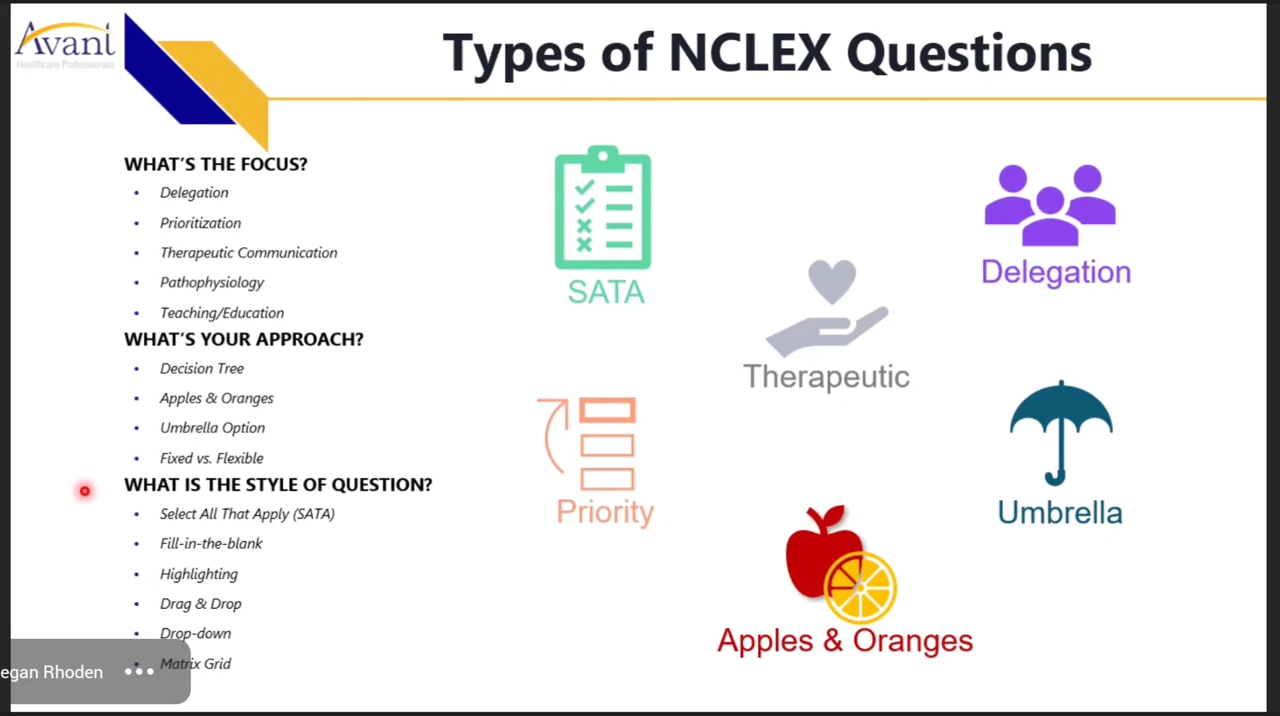 Avant
Healthcare Professionals
Types of NCLEX Questions
WHAT'S THE FOCUS?
• Delegation
• Prioritization
• Therapeutic Communication
• Pathophysiology
• Teaching/Education
WHAT'S YOUR APPROACH?
• Decision Tree
• Apples & Oranges
• Umbrella Option
• Fixed vs. Flexible
WHAT IS THE STYLE OF QUESTION?
• Select All That Apply (SATA)
• Fill-in-the-blank
• Highlighting
• Drag & Drop
• Drop-down
• Matrix Grid
SATA
Delegation
Therapeutic
Priority
Umbrella
Apples & Oranges
egan Rhoden